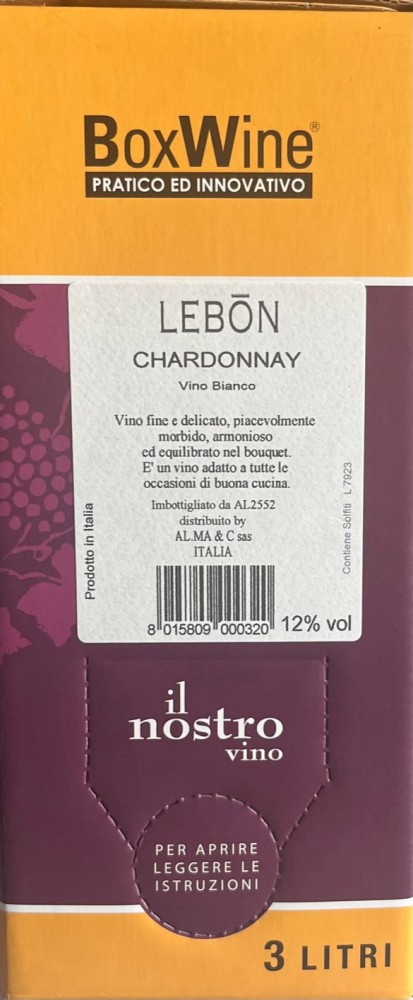 BoxWine®
PRATICO ED INNOVATIVO
LEBŌN
CHARDONNAY
Vino Bianco
Vino fine e delicato, piacevolmente
morbido, armonioso
ed equilibrato nel bouquet.
E' un vino adatto a tutte le
occasioni di buona cucina.
Imbottigliato da AL2552
distribuito by
AL.MA & C sas
ITALIA
Prodotto in Italia
Contiene Solfiti L 7923
8 015809 000320
12% vol
il
nostro
vino
PER APRIRE
LEGGERE LE
ISTRUZIONI
3 LITRI